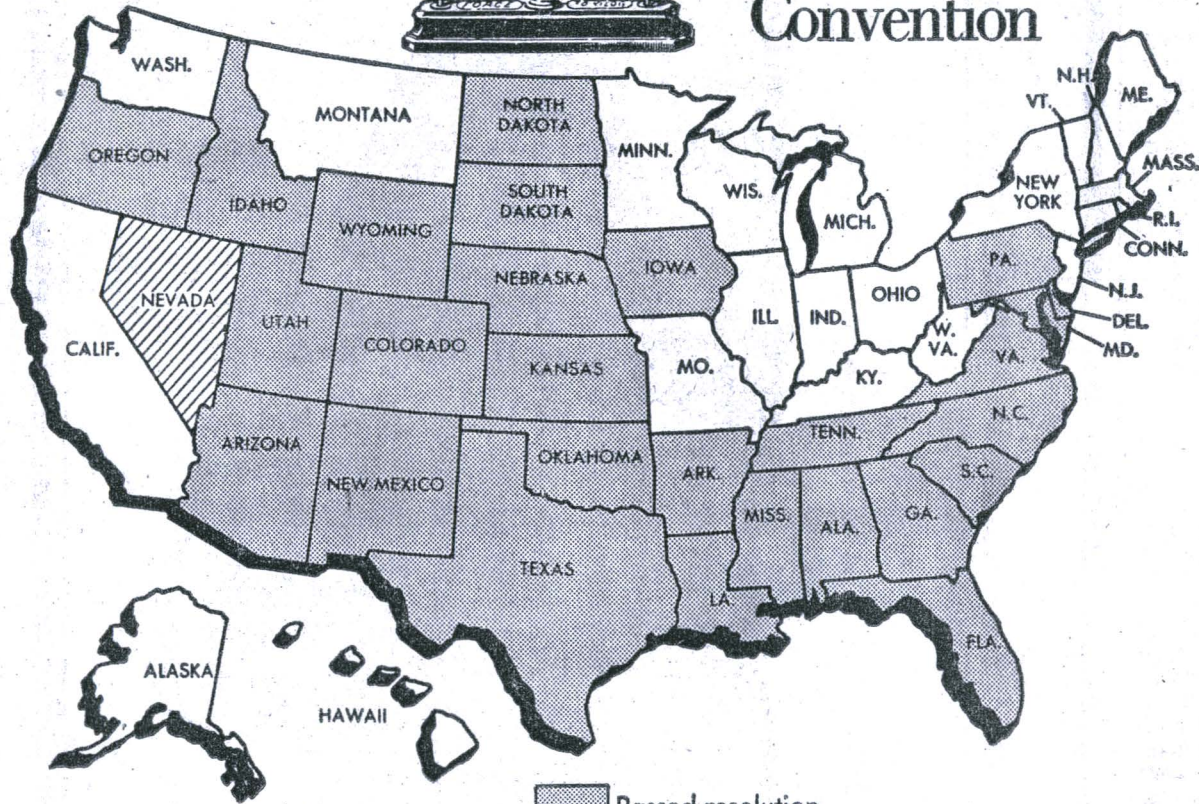 Convention
WASH.
MONTANA
NORTH
DAKOTA
MINN.
N.H.
VT.
ME.
OREGON
IDAHO
WYOMING
SOUTH
DAKOTA
WIS.
MICH.
NEW
YORK
MASS.
R.I.
CONN.
NEVADA
UTAH
COLORADO
NEBRASKA
IOWA
ILL.
IND.
OHIO
PA.
N.J.
DEL.
MD.
CALIF.
KANSAS
MO.
KY.
W.
VA.
VA.
ARIZONA
NEW MEXICO
OKLAHOMA
ARK.
TENN.
N.C.
S.C.
MISS.
ALA.
GA.
TEXAS
LA.
FLA.
ALASKA
HAWAII
Passed resolution